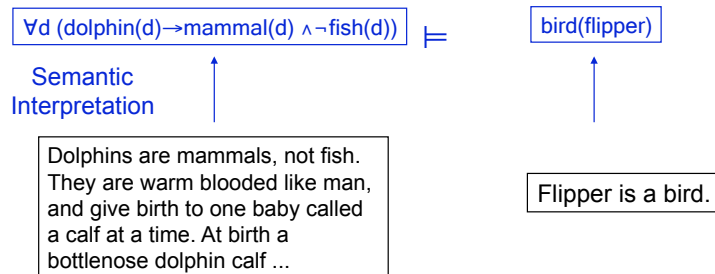 ∀d (dolphin(d)→mammal(d) ∧¬fish(d)) ⊨ bird(flipper)
Semantic
Interpretation
Dolphins are mammals, not fish.
They are warm blooded like man,
and give birth to one baby called
a calf at a time. At birth a
bottlenose dolphin calf ...
Flipper is a bird.